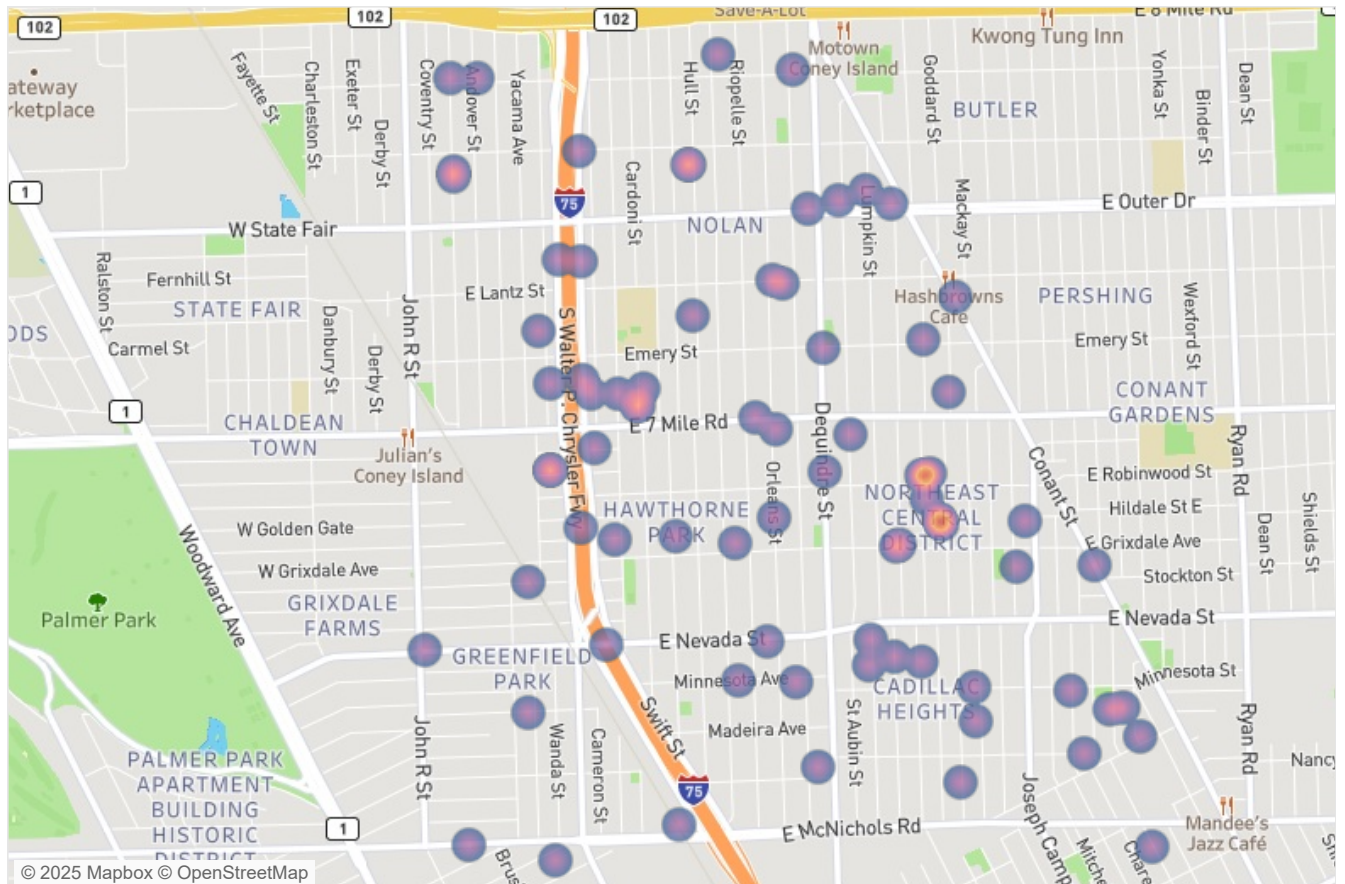 102
102
102
Save-A-Lot
E 8 Mile Rd
Kwong Tung Inn
Motown
Coney Island
ateway
rketplace
Fayette St
Charleston St
Exeter St
Derby St
Coventry St
Andover St
Yacama Ave
Hull St
Riopelle St
Goddard St
BUTLER
Yonka St
Binder St
Dean St
1
75
Cardoni St
Lumpkin St
Mackay St
E Outer Dr
W State Fair
NOLAN
Ralston St
Fernhill St
STATE FAIR
E Lantz St
Hashbrowns
Cafe
PERSHING
Wexford St
ODS
Carmel St
Danbury St
Derby St
John R St
S Walter P. Chrysler Fwy
Emery St
Emery St
CONANT
GARDENS
1
CHALDEAN
TOWN
E 7 Mile Rd
Dequindre St
Julian's
Coney Island
Conant St
Ryan Rd
E Robinwood St
Orleans St
NORTHEAST
CENTRAL
DISTRICT
Hildale St E
HAWTHORNE
PARK
Shields St
Dean St
W Golden Gate
E Grixdale Ave
Woodward Ave
W Grixdale Ave
Stockton St
GRIXDALE
FARMS
Palmer Park
E Nevada St
E Nevada St
GREENFIELD
PARK
Minnesota Ave
Minnesota St
CADILLAC
HEIGHTS
Swift St
Madeira Ave
St Aubin St
John R St
Wanda St
Cameron St
Ryan Rd
PALMER PARK
APARTMENT
BUILDING
HISTORIC
DISTRICT
Nancy
75
Joseph Camp
1
E McNichols Rd
Mandee's
Jazz Café
Brus
Mitche
Chare
© 2025 Mapbox © OpenStreetMap